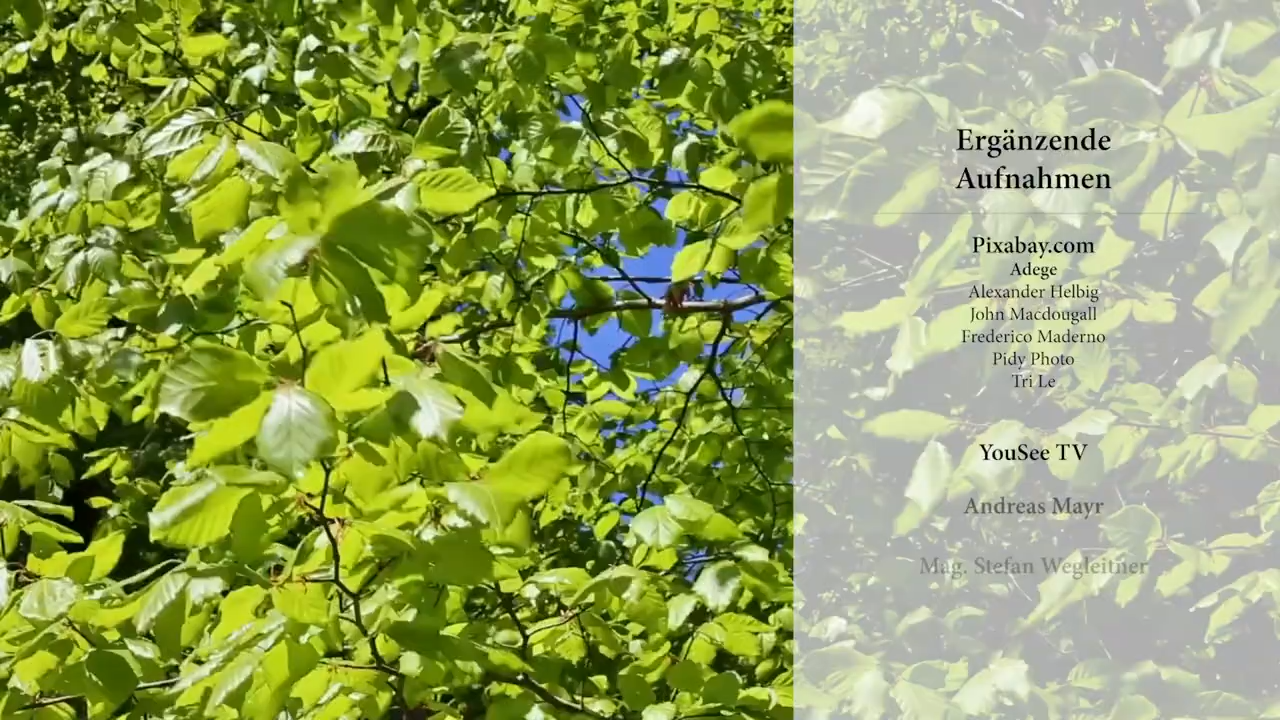 Ergänzende
Aufnahmen
Pixabay.com
Adege
Alexander Helbig
John Macdougall
Frederico Maderno
Pidy Photo
Tri Le
YouSee TV
Andreas Mayr
Mag. Stefan Wegleitner